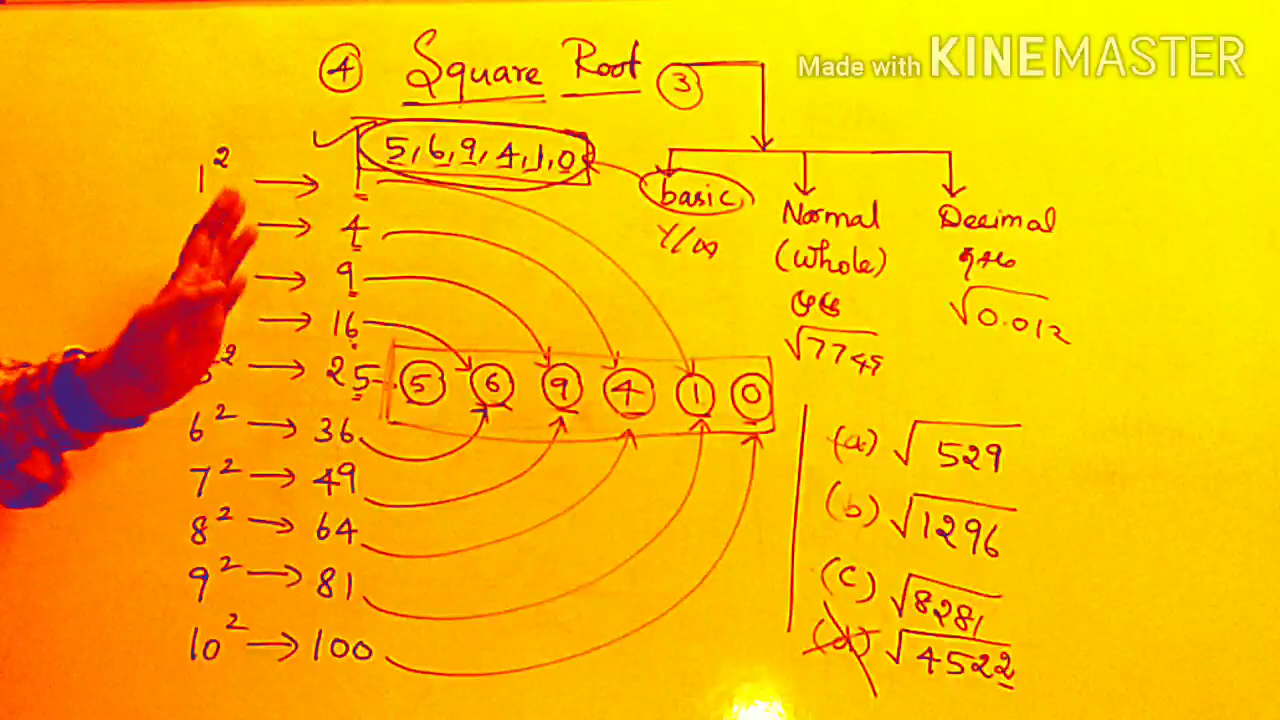 Made with KINEMASTER
④ Square Root ③
5, 6, 9, 4, 1, 0
basic
Normal
(Whole)
√7749
Decimal
√0.012
1² → 1
→ 4
→ 9
→ 16
² → 25
6² → 36
7² → 49
8² → 64
9² → 81
10² → 100
5 6 9 4 1 0
(a) √529
(b) √1296
(c) √8281
(d) √4522